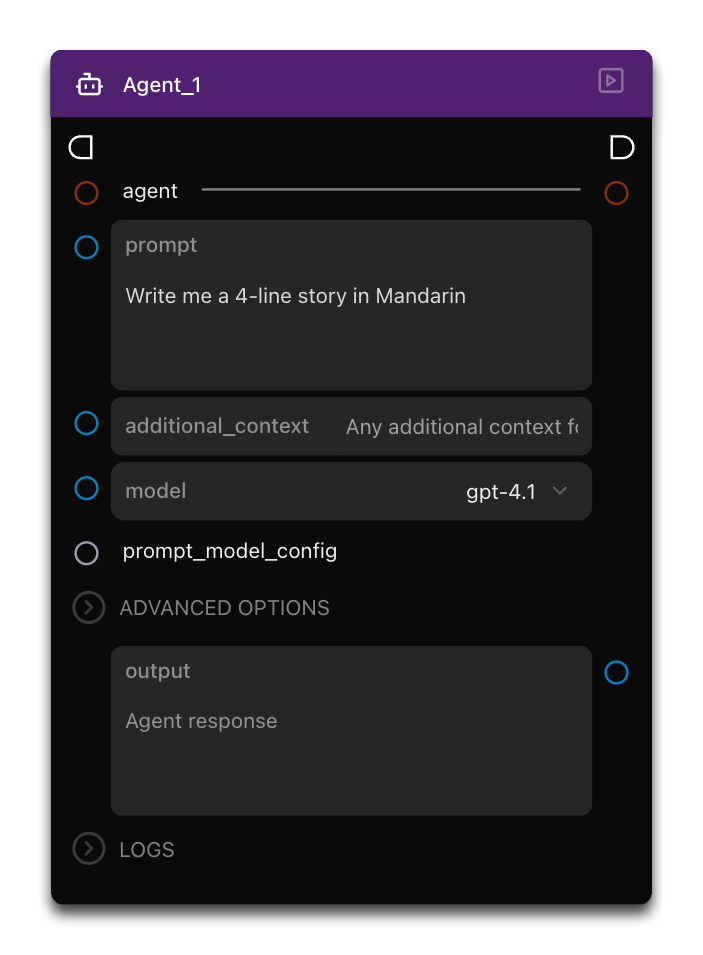 Agent_1
agent
prompt
Write me a 4-line story in Mandarin
additional_context Any additional context fo
model gpt-4.1
prompt_model_config
ADVANCED OPTIONS
output
Agent response
LOGS